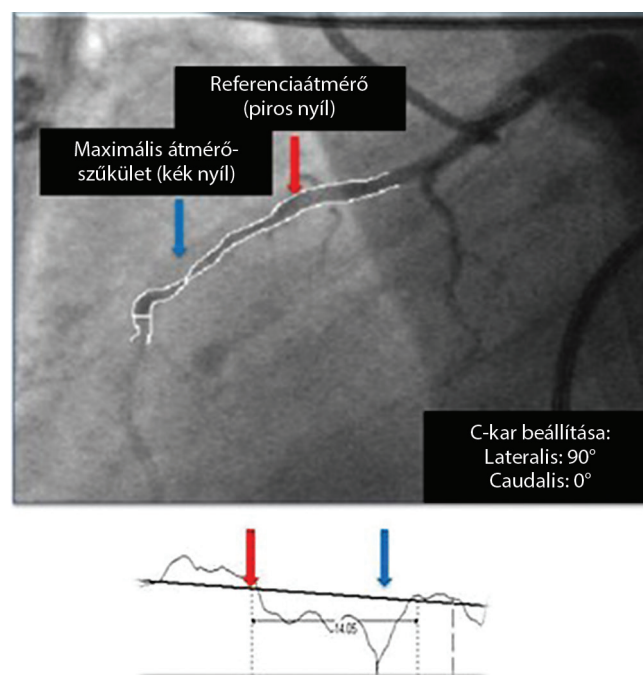 Referenciaátmérő
(piros nyíl)
Maximális átmérő-
szűkület (kék nyíl)
C-kar beállítása:
Lateralis: 90°
Caudalis: 0°
14.05